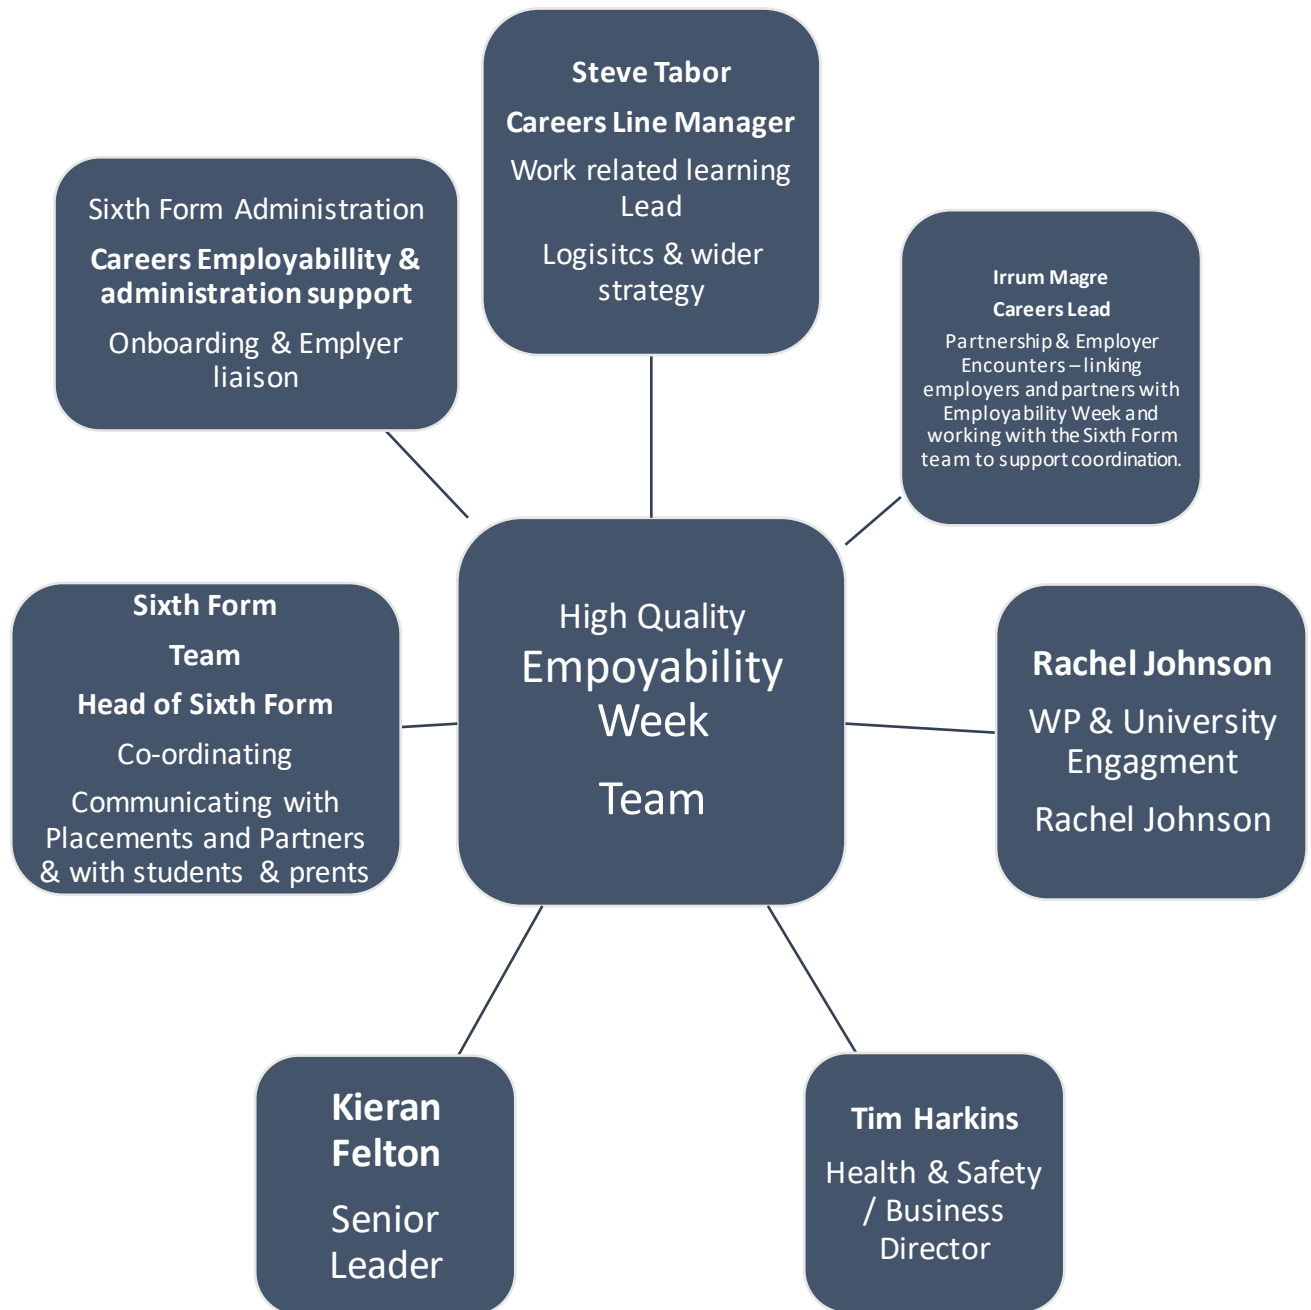 Steve Tabor
Careers Line Manager
Work related learning
Lead
Logisitcs & wider
strategy
Sixth Form Administration
Careers Employabillity &
administration support
Onboarding & Emplyer
liaison
Irrum Magre
Careers Lead
Partnership & Employer
Encounters – linking
employers and partners with
Employability Week and
working with the Sixth Form
team to support coordination.
Sixth Form
Team
Head of Sixth Form
Co-ordinating
Communicating with
Placements and Partners
& with students & prents
High Quality
Empoyability
Week
Team
Rachel Johnson
WP & University
Engagment
Rachel Johnson
Kieran
Felton
Senior
Leader
Tim Harkins
Health & Safety
/ Business
Director